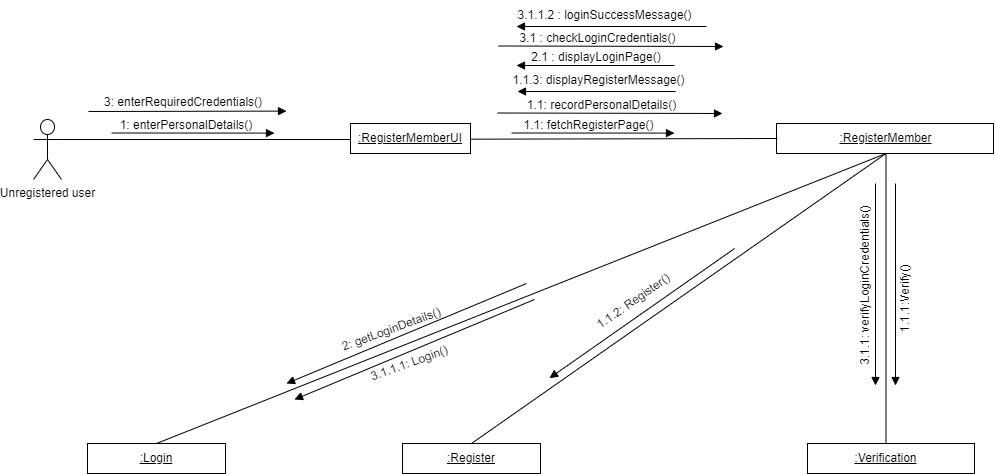 3.1.1.2 : loginSuccessMessage()
3.1 : checkLoginCredentials()
2.1 : displayLoginPage()
1.1.3: displayRegisterMessage()
3: enterRequiredCredentials()
1.1: recordPersonalDetails()
1: enterPersonalDetails()
1.1: fetchRegisterPage()
:RegisterMemberUI
:RegisterMember
Unregistered user
3.1.1: verifyLoginCredentials()
1.1.1:Verify()
1.1.2: Register()
2: getLoginDetails()
3.1.1.1: Login()
:Login
:Register
:Verification